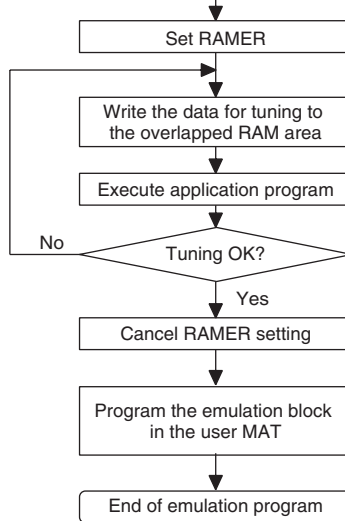 Set RAMER
Write the data for tuning to
the overlapped RAM area
Execute application program
Tuning OK?
No
Yes
Cancel RAMER setting
Program the emulation block
in the user MAT
End of emulation program